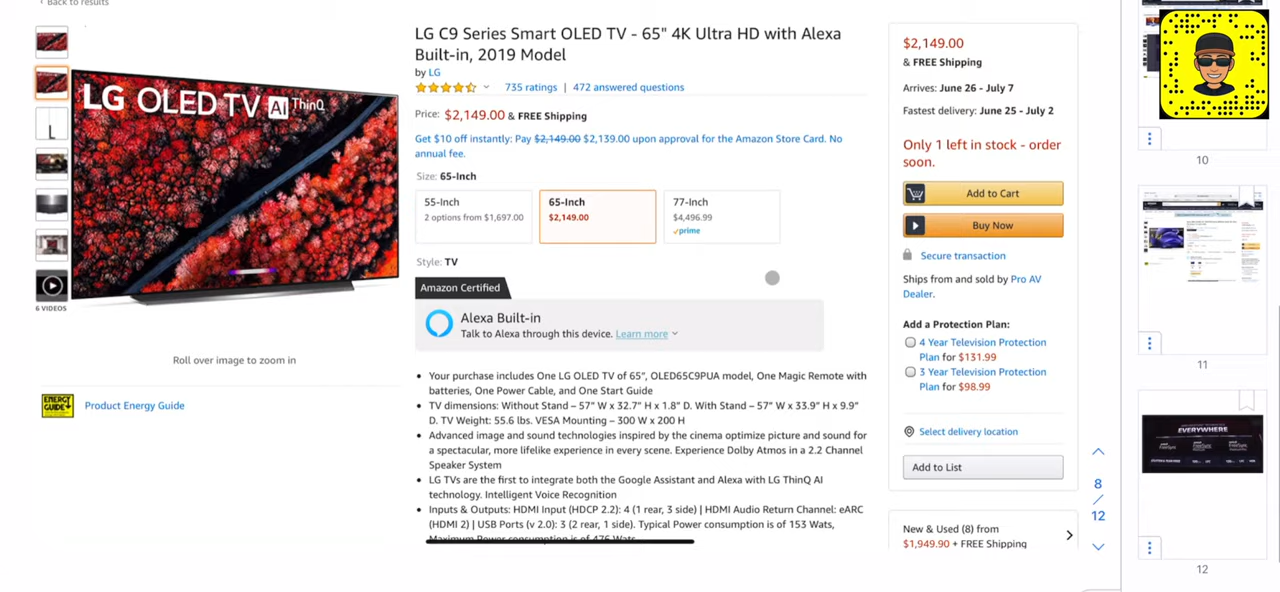 ‹ Back to results
LG C9 Series Smart OLED TV - 65" 4K Ultra HD with Alexa
Built-in, 2019 Model
by LG
735 ratings | 472 answered questions
Price: $2,149.00 & FREE Shipping
Get $10 off instantly: Pay $2,149.00 $2,139.00 upon approval for the Amazon Store Card. No
annual fee.
Size: 65-Inch
55-Inch
2 options from $1,697.00
65-Inch
$2,149.00
77-Inch
$4,496.99
prime
Style: TV
Amazon Certified
Alexa Built-in
Talk to Alexa through this device. Learn more
• Your purchase includes One LG OLED TV of 65", OLED65C9PUA model, One Magic Remote with
batteries, One Power Cable, and One Start Guide
• TV dimensions: Without Stand – 57" W x 32.7" H x 1.8" D. With Stand – 57" W x 33.9" H x 9.9"
D. TV Weight: 55.6 lbs. VESA Mounting – 300 W x 200 H
• Advanced image and sound technologies inspired by the cinema optimize picture and sound for
a spectacular, more lifelike experience in every scene. Experience Dolby Atmos in a 2.2 Channel
Speaker System
• LG TVs are the first to integrate both the Google Assistant and Alexa with LG ThinQ AI
technology. Intelligent Voice Recognition
• Inputs & Outputs: HDMI Input (HDCP 2.2): 4 (1 rear, 3 side) | HDMI Audio Return Channel: eARC
(HDMI 2) | USB Ports (v 2.0): 3 (2 rear, 1 side). Typical Power consumption is of 153 Wats,
Maximum Power consumption is of 476 Wats
LG OLED TV AI ThinQ
6 VIDEOS
Roll over image to zoom in
ENERGY
GUIDE
Product Energy Guide
$2,149.00
& FREE Shipping
Arrives: June 26 - July 7
Fastest delivery: June 25 - July 2
Only 1 left in stock - order
soon.
Add to Cart
Buy Now
Secure transaction
Ships from and sold by Pro AV
Dealer.
Add a Protection Plan:
4 Year Television Protection
Plan for $131.99
3 Year Television Protection
Plan for $98.99
Select delivery location
Add to List
New & Used (8) from
$1,949.90 + FREE Shipping
8
/
12
10
11
EVERYWHERE
12